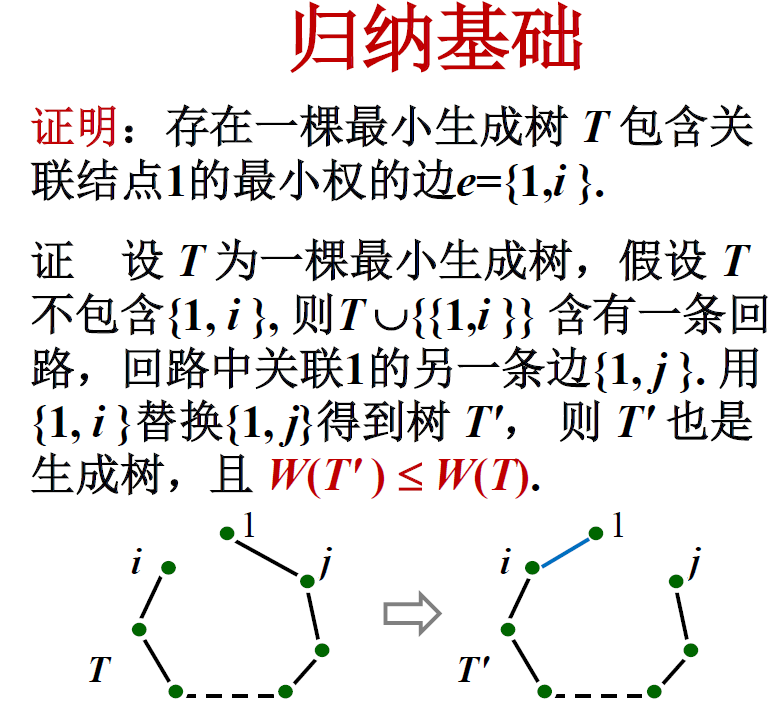 归纳基础
证明：存在一棵最小生成树 T 包含关
联结点1的最小权的边e={1,i }.
证 设 T 为一棵最小生成树，假设 T
不包含{1, i }, 则T ∪{{1,i }} 含有一条回
路，回路中关联1的另一条边{1, j }. 用
{1, i }替换{1, j}得到树 T′， 则 T′ 也是
生成树，且 W(T′ ) ≤ W(T).
1 1
i j i j
T T′